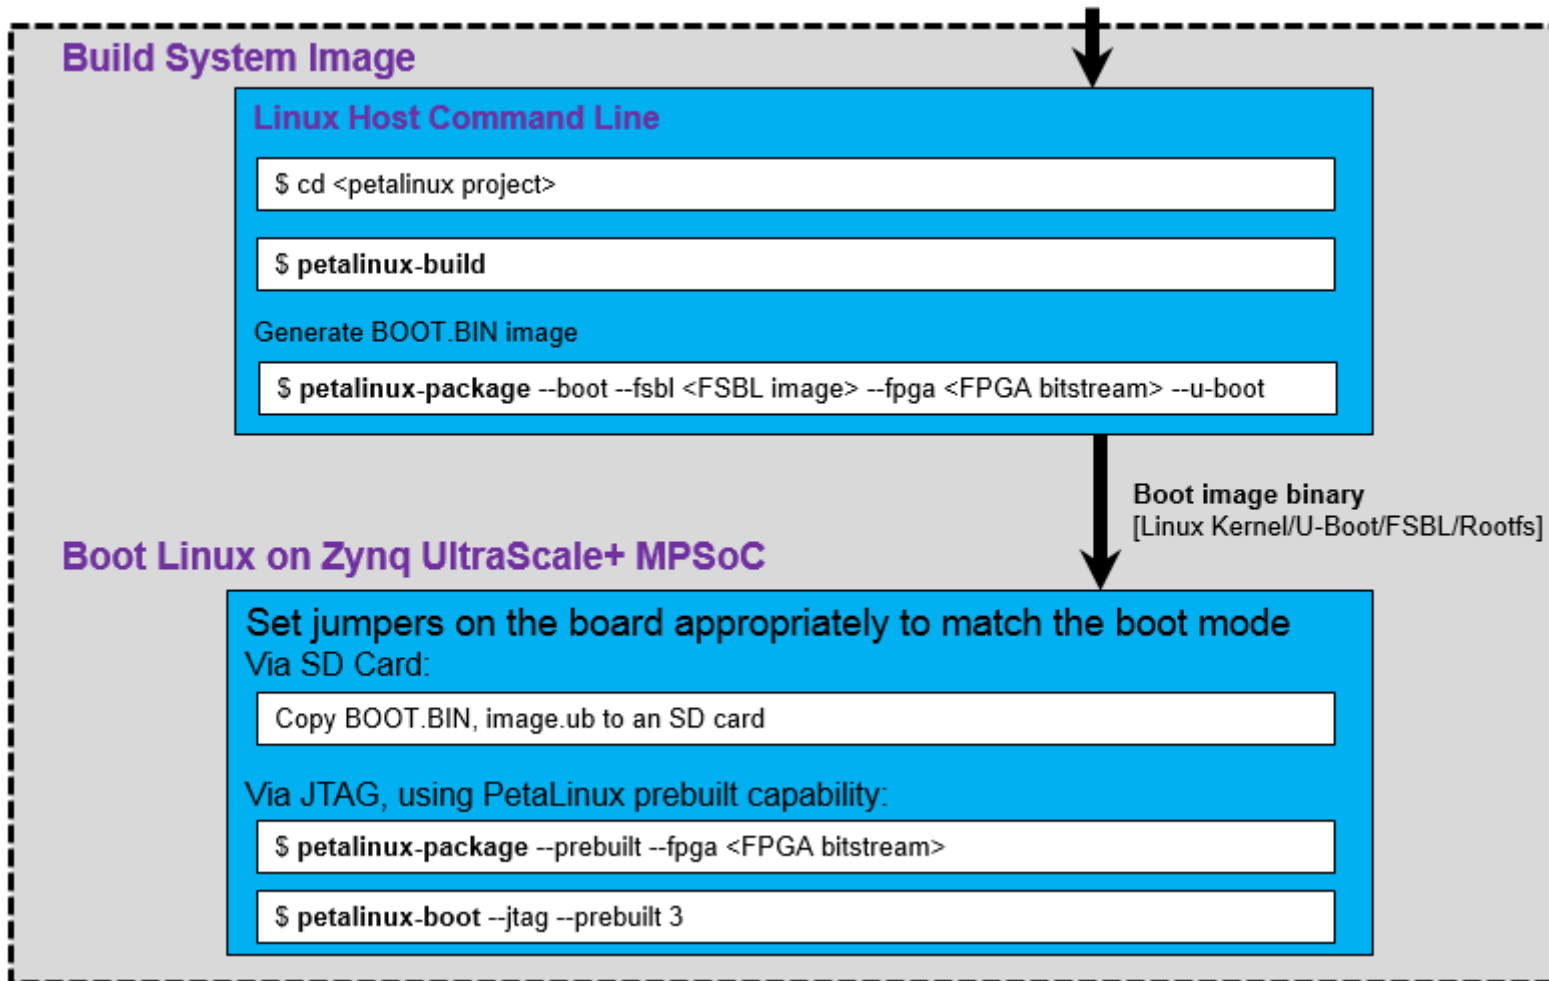 Build System Image
Linux Host Command Line
$ cd <petalinux project>
$ petalinux-build
Generate BOOT.BIN image
$ petalinux-package --boot --fsbl <FSBL image> --fpga <FPGA bitstream> --u-boot
Boot image binary
[Linux Kernel/U-Boot/FSBL/Rootfs]
Boot Linux on Zynq UltraScale+ MPSoC
Set jumpers on the board appropriately to match the boot mode
Via SD Card:
Copy BOOT.BIN, image.ub to an SD card
Via JTAG, using PetaLinux prebuilt capability:
$ petalinux-package --prebuilt --fpga <FPGA bitstream>
$ petalinux-boot --jtag --prebuilt 3